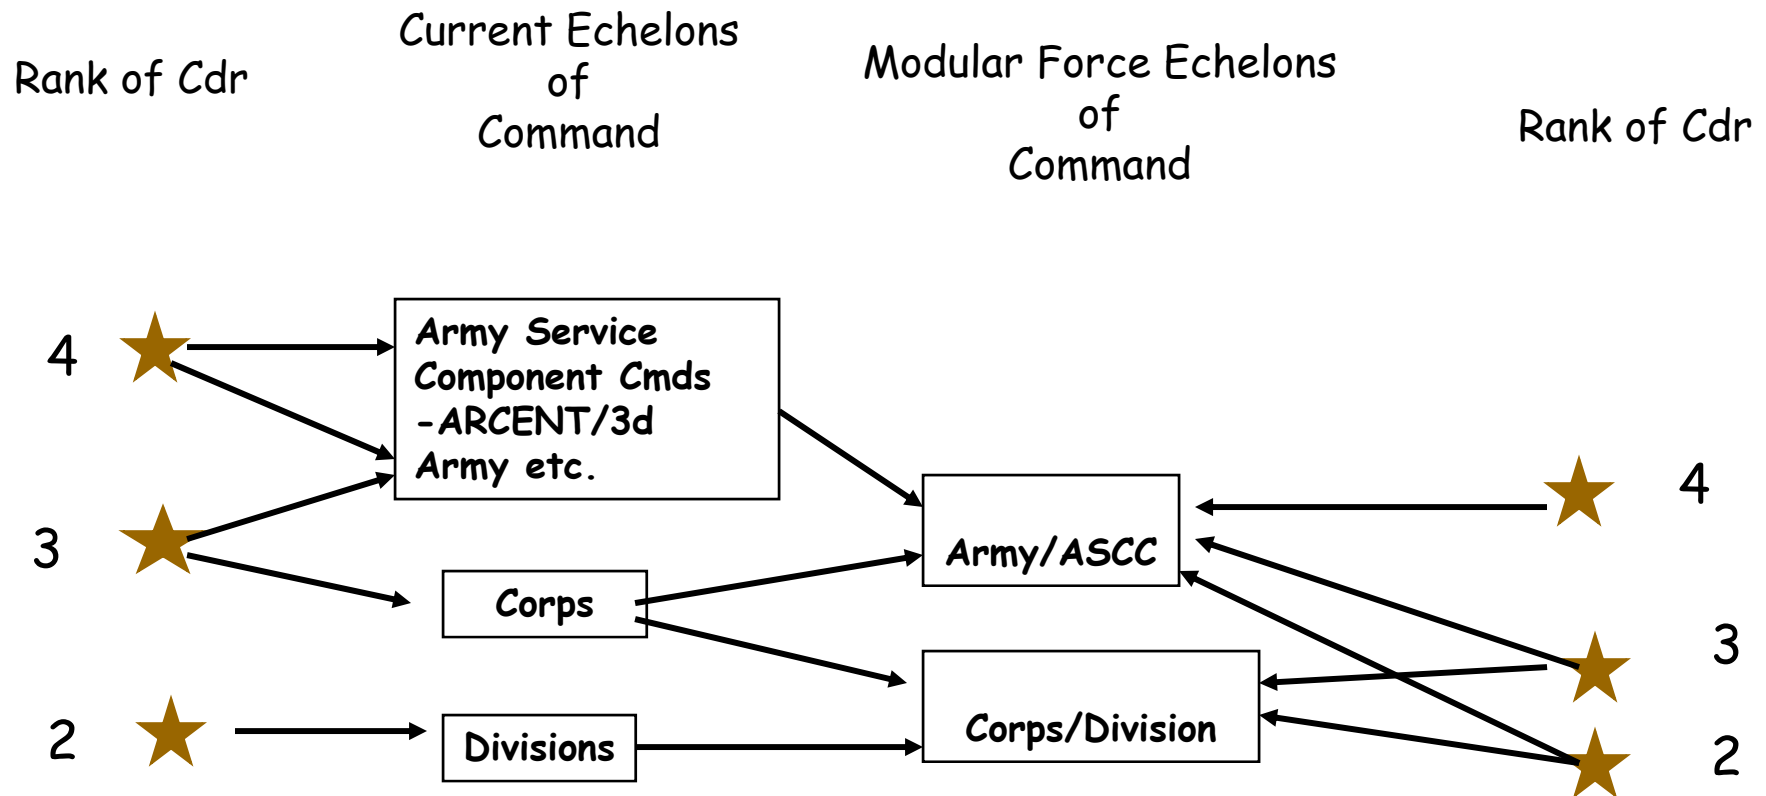 Rank of Cdr
Current Echelons
of
Command
Modular Force Echelons
of
Command
Rank of Cdr
4
Army Service
Component Cmds
-ARCENT/3d
Army etc.
3
Corps
2
Divisions
Army/ASCC
Corps/Division
4
3
2